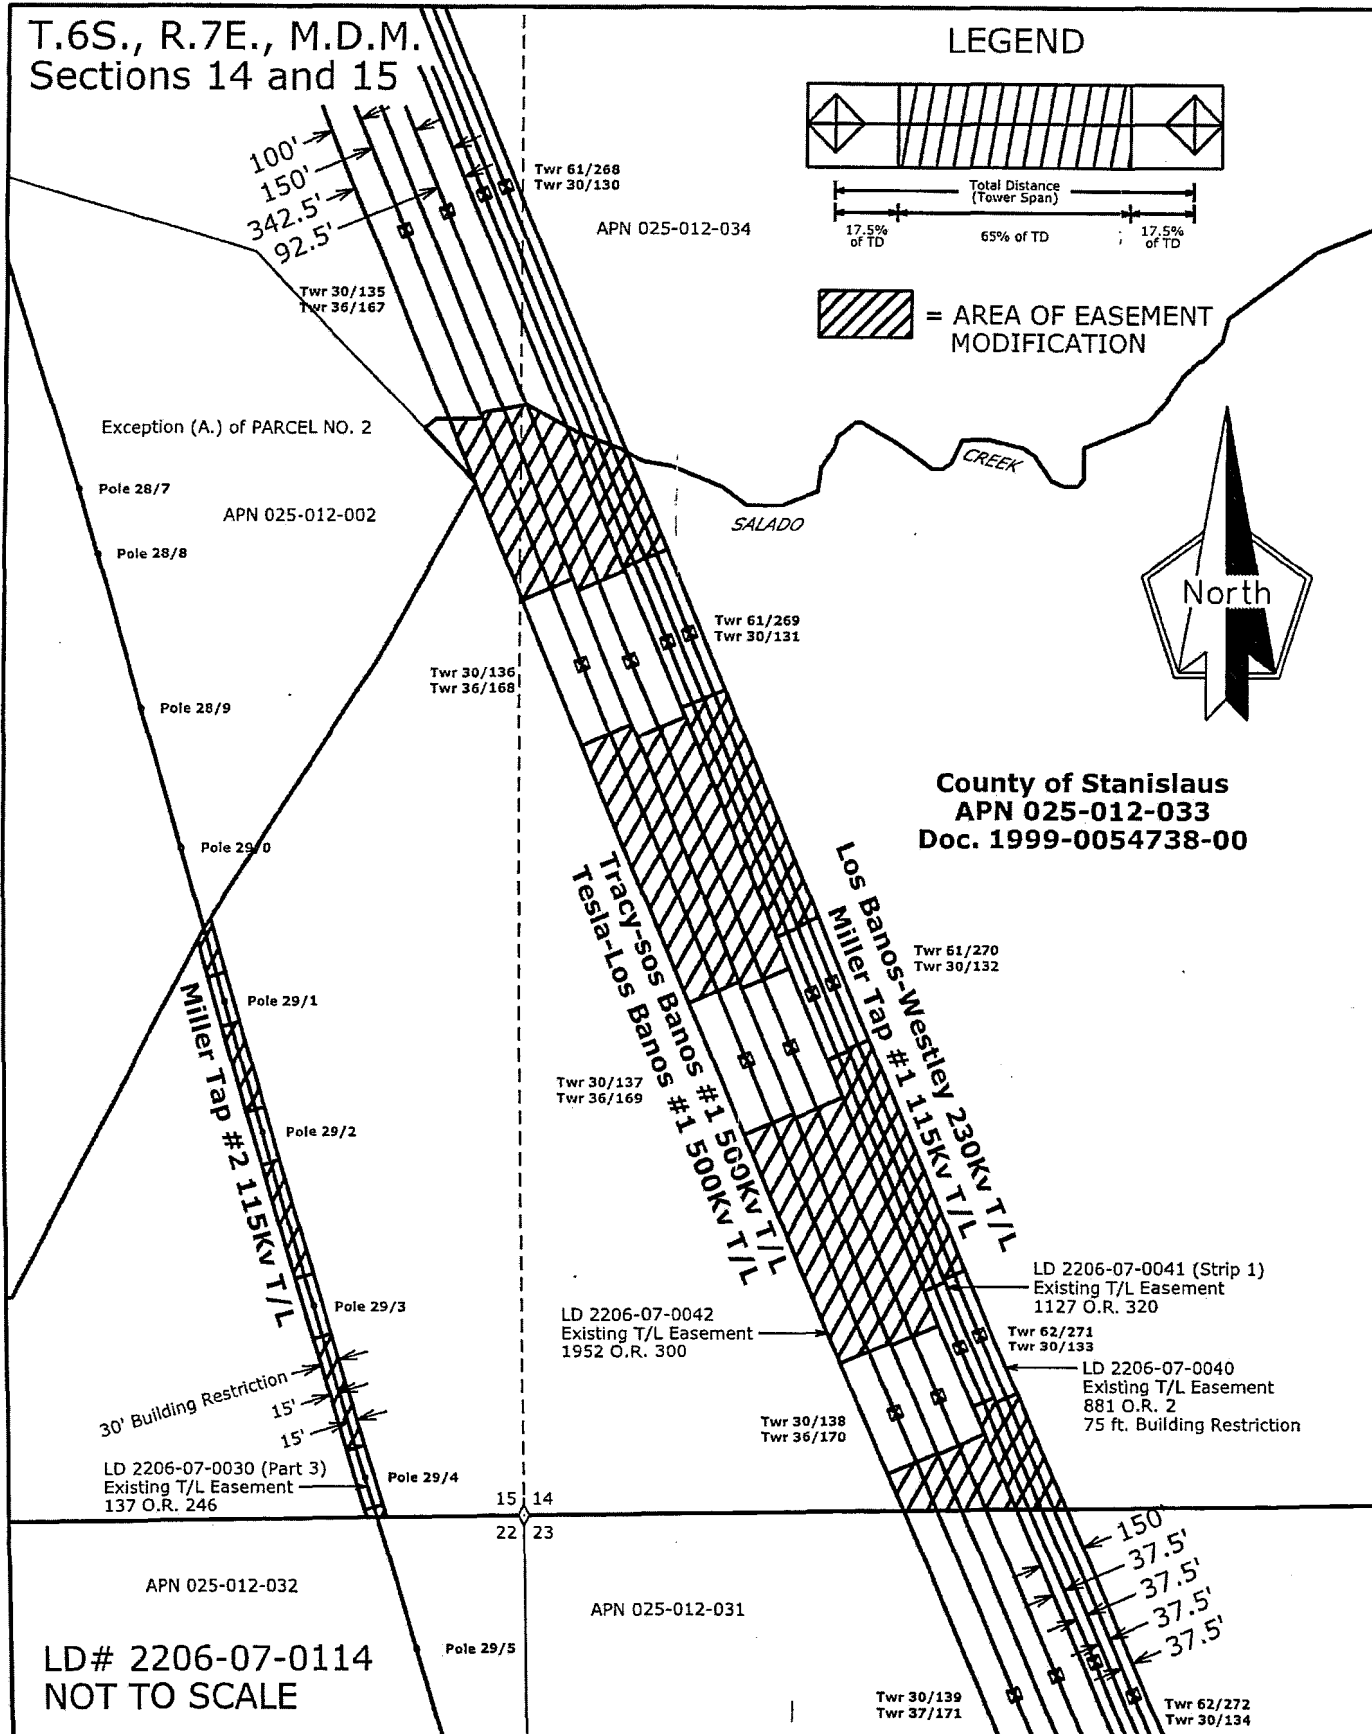 T.6S., R.7E., M.D.M.
Sections 14 and 15
LEGEND
Total Distance
(Tower Span)
17.5%
of TD
65% of TD
17.5%
of TD
= AREA OF EASEMENT
MODIFICATION
100'
150'
342.5'
92.5'
Twr 61/268
Twr 30/130
APN 025-012-034
Twr 30/135
Twr 36/167
Exception (A.) of PARCEL NO. 2
Pole 28/7
APN 025-012-002
Pole 28/8
SALADO
CREEK
North
Twr 61/269
Twr 30/131
Twr 30/136
Twr 36/168
Pole 28/9
County of Stanislaus
APN 025-012-033
Doc. 1999-0054738-00
Pole 29/0
Tracy-sos Banos #1 500Kv T/L
Tesla-Los Banos #1 500Kv T/L
Los Banos-Westley 230Kv T/L
Miller Tap #1 115Kv T/L
Twr 61/270
Twr 30/132
Miller Tap #2 115Kv T/L
Pole 29/1
Twr 30/137
Twr 36/169
Pole 29/2
Pole 29/3
LD 2206-07-0041 (Strip 1)
Existing T/L Easement
1127 O.R. 320
LD 2206-07-0042
Existing T/L Easement
1952 O.R. 300
Twr 62/271
Twr 30/133
LD 2206-07-0040
Existing T/L Easement
881 O.R. 2
75 ft. Building Restriction
30' Building Restriction
15'
15'
Twr 30/138
Twr 36/170
LD 2206-07-0030 (Part 3)
Existing T/L Easement
137 O.R. 246
Pole 29/4
15 14
22 23
150'
37.5'
37.5'
37.5'
37.5'
APN 025-012-032
APN 025-012-031
Pole 29/5
LD# 2206-07-0114
NOT TO SCALE
Twr 30/139
Twr 37/171
Twr 62/272
Twr 30/134